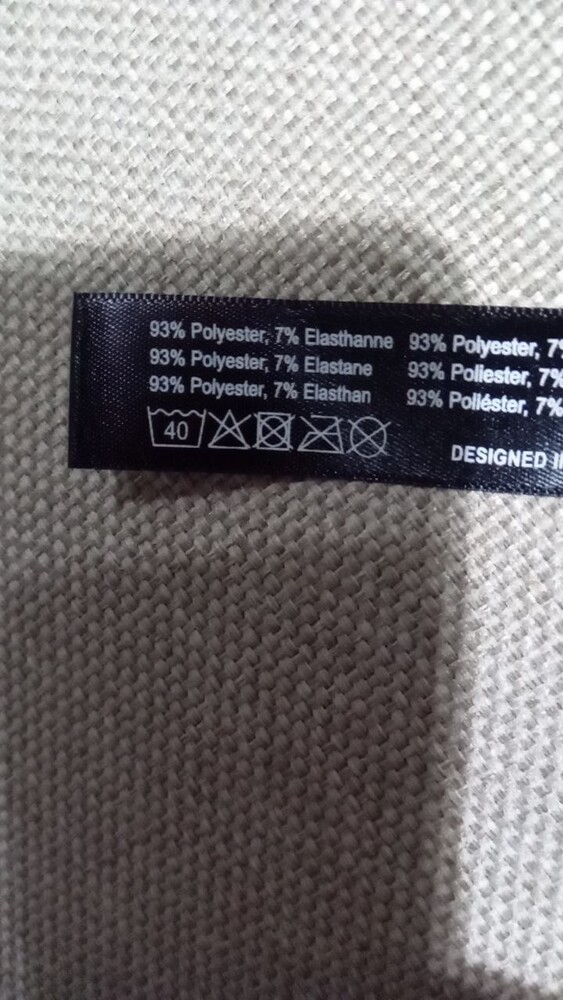 93% Polyester, 7% Elasthanne
93% Polyester, 7% Elastane
93% Polyester, 7% Elasthan
93% Polyester, 7%
93% Poliester, 7%
93% Poliéster, 7%
40
DESIGNED